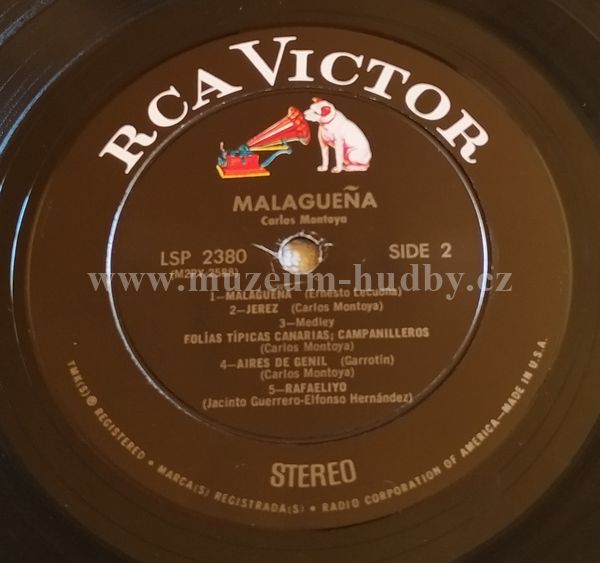 RCA VICTOR
MALAGUEÑA
Carlos Montoya
LSP 2380
SIDE 2
(M2PY-2588)
www.muzeum-hudby.cz
1—MALAGUEÑA (Ernesto Lecuona)
2—JEREZ (Carlos Montoya)
3—Medley
FOLÍAS TÍPICAS CANARIAS; CAMPANILLEROS
(Carlos Montoya)
4—AIRES DE GENIL (Garrotín)
(Carlos Montoya)
5—RAFAELIYO
(Jacinto Guerrero-Elfonso Hernández)
STEREO
TMK(S) ® REGISTERED • MARCA(S) REGISTRADA(S) • RADIO CORPORATION OF AMERICA—MADE IN U.S.A.